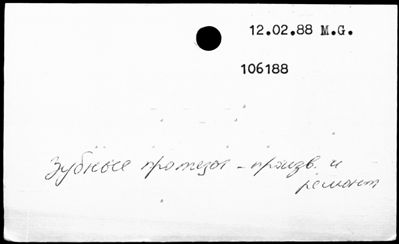 12.02.88 M.G.
106188
Зубные протезы - произв. и
ремонт